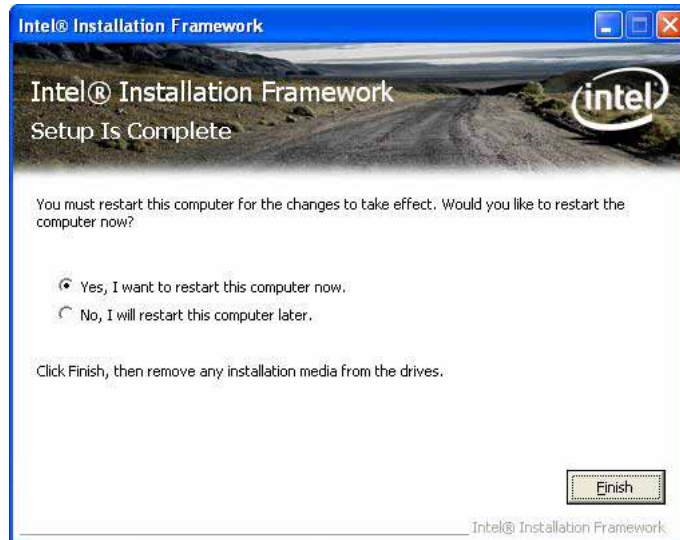 Intel® Installation Framework
Intel® Installation Framework
intel
Setup Is Complete
You must restart this computer for the changes to take effect. Would you like to restart the
computer now?
Yes, I want to restart this computer now.
No, I will restart this computer later.
Click Finish, then remove any installation media from the drives.
Finish
Intel® Installation Framework